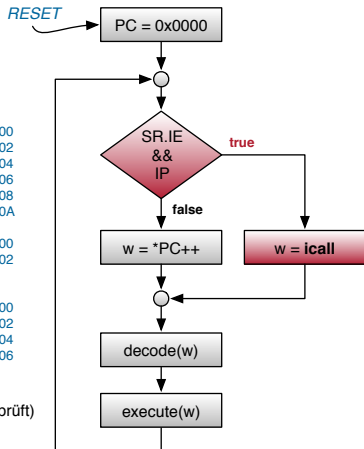 RESET
PC = 0x0000
00
02
04
06
08
0A
SR.IE
&&
IP
true
false
00
02
w = *PC++
w = icall
00
02
04
06
decode(w)
execute(w)
prüft)